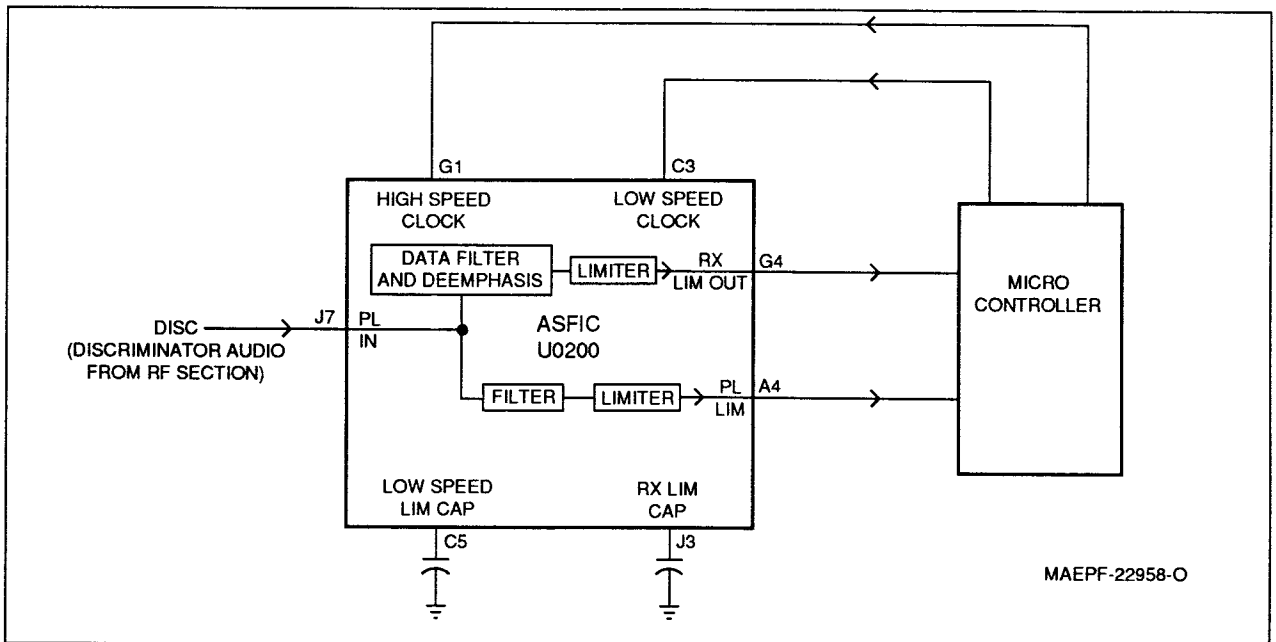 G1
C3
HIGH SPEED
CLOCK
LOW SPEED
CLOCK
DATA FILTER
AND DEEMPHASIS
LIMITER
RX
LIM OUT
G4
MICRO
CONTROLLER
DISC
(DISCRIMINATOR AUDIO
FROM RF SECTION)
J7
PL
IN
ASFIC
U0200
FILTER
LIMITER
PL
LIM
A4
LOW SPEED
LIM CAP
RX LIM
CAP
C5
J3
MAEPF-22958-O